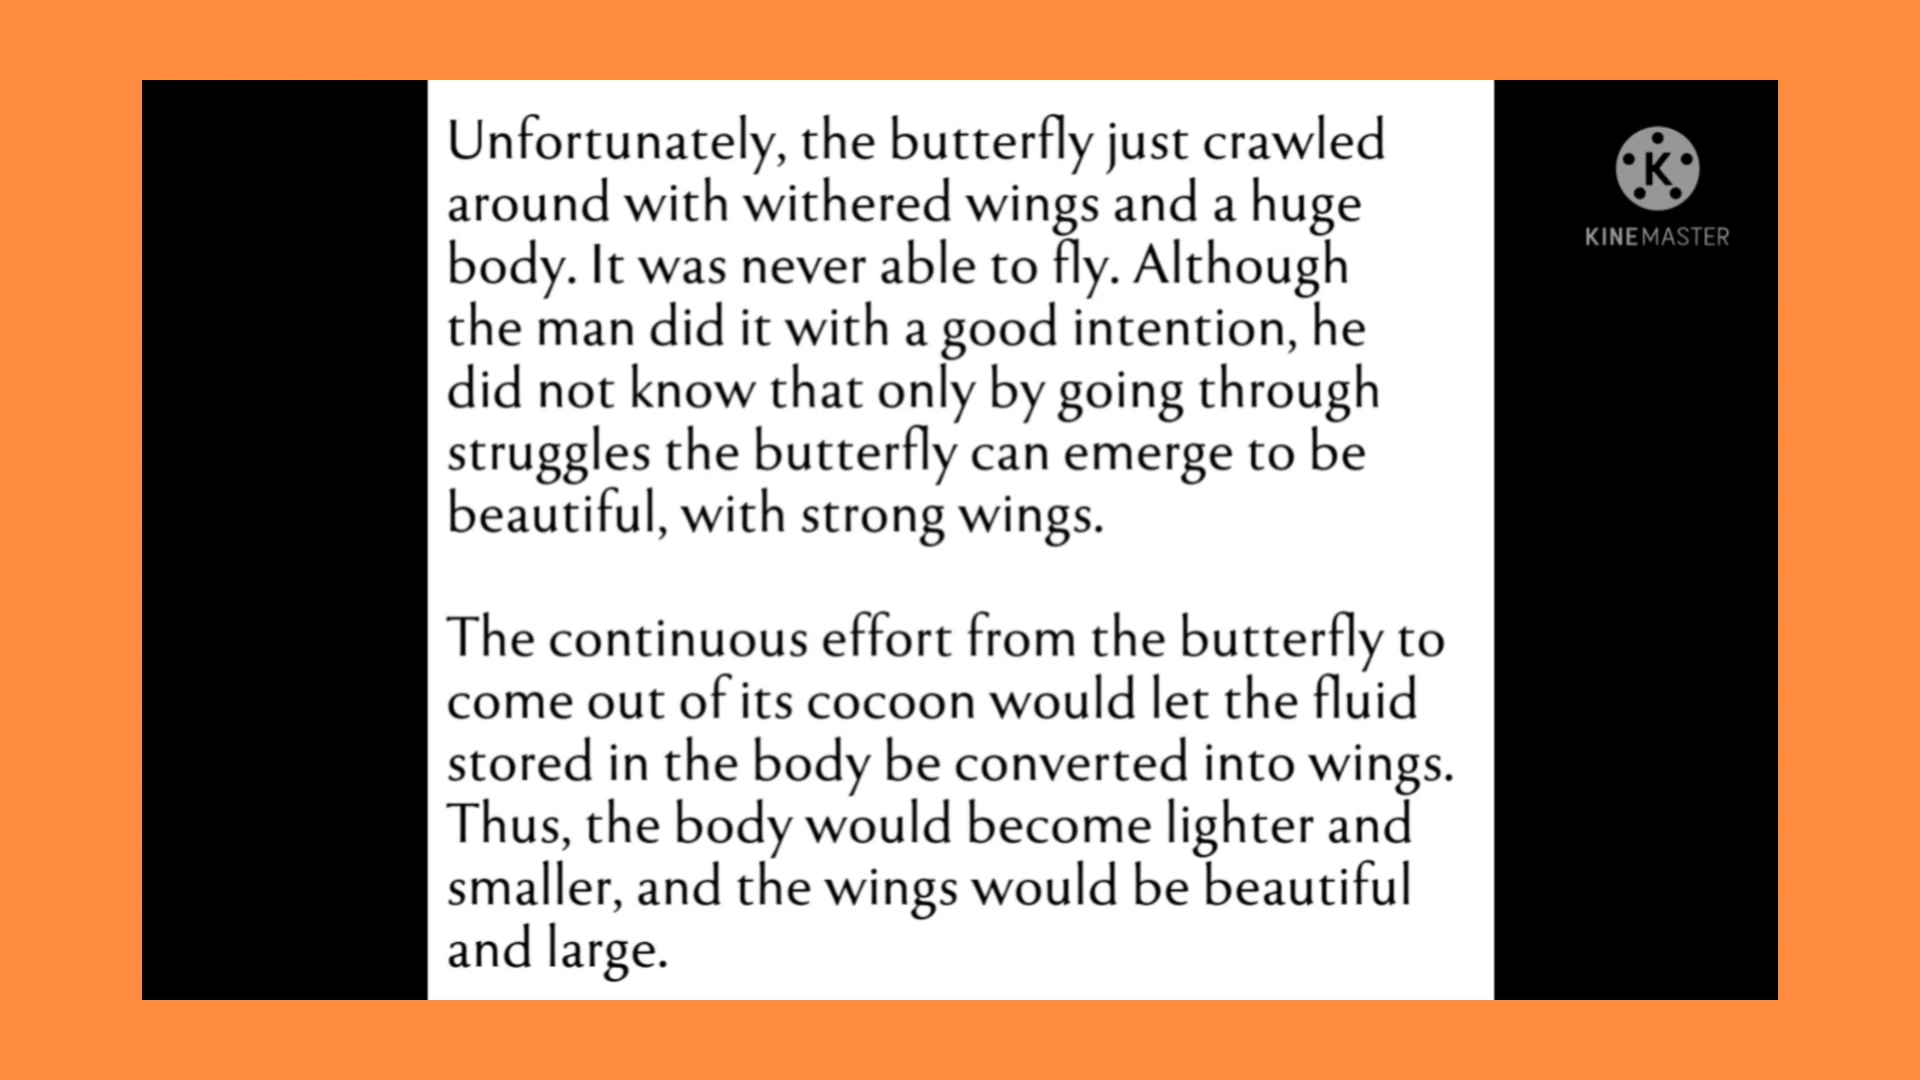 Unfortunately, the butterfly just crawled
around with withered wings and a huge
body. It was never able to fly. Although
the man did it with a good intention, he
did not know that only by going through
struggles the butterfly can emerge to be
beautiful, with strong wings.
The continuous effort from the butterfly to
come out of its cocoon would let the fluid
stored in the body be converted into wings.
Thus, the body would become lighter and
smaller, and the wings would be beautiful
and large.
K
KINEMASTER